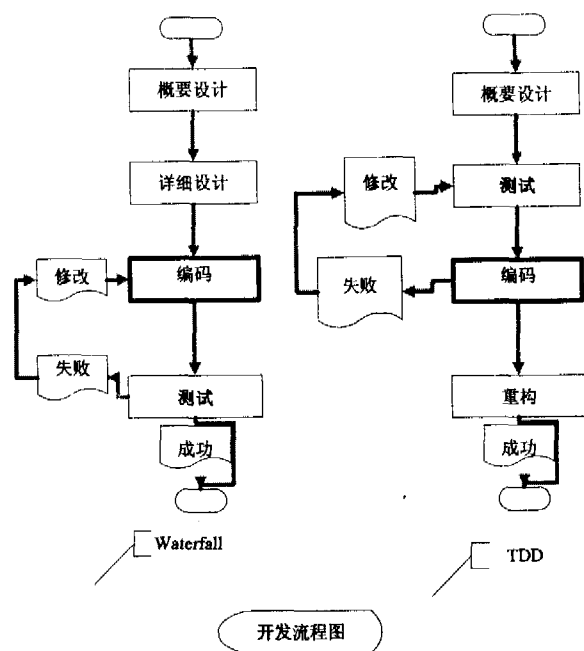 概要设计
详细设计
修改
编码
失败
测试
成功
Waterfall
概要设计
修改
测试
失败
编码
重构
成功
TDD
开发流程图